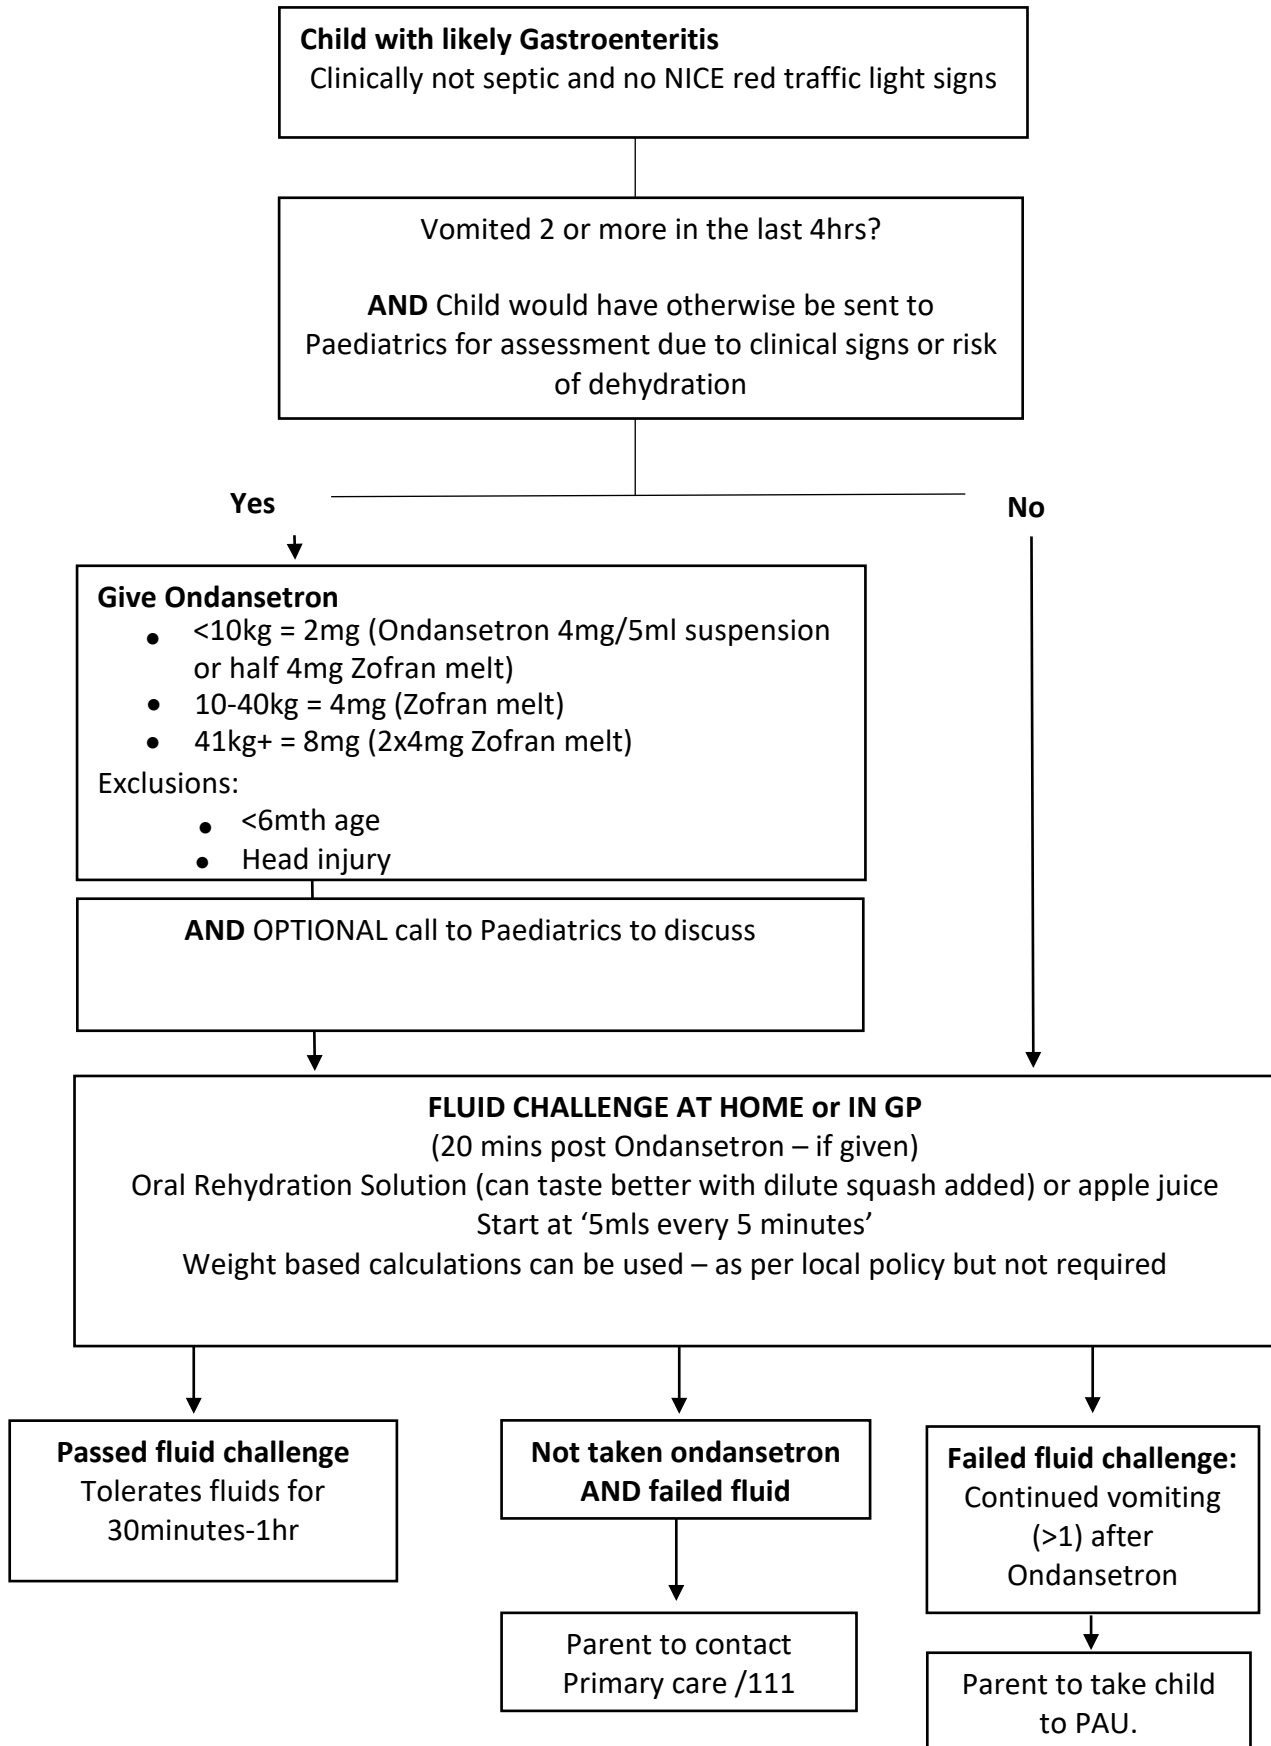 Child with likely Gastroenteritis
Clinically not septic and no NICE red traffic light signs
Vomited 2 or more in the last 4hrs?
AND Child would have otherwise be sent to
Paediatrics for assessment due to clinical signs or risk
of dehydration
Yes
No
Give Ondansetron
• <10kg = 2mg (Ondansetron 4mg/5ml suspension
or half 4mg Zofran melt)
• 10-40kg = 4mg (Zofran melt)
• 41kg+ = 8mg (2x4mg Zofran melt)
Exclusions:
• <6mth age
• Head injury
AND OPTIONAL call to Paediatrics to discuss
FLUID CHALLENGE AT HOME or IN GP
(20 mins post Ondansetron – if given)
Oral Rehydration Solution (can taste better with dilute squash added) or apple juice
Start at ‘5mls every 5 minutes’
Weight based calculations can be used – as per local policy but not required
Passed fluid challenge
Tolerates fluids for
30minutes-1hr
Not taken ondansetron
AND failed fluid
Parent to contact
Primary care /111
Failed fluid challenge:
Continued vomiting
(>1) after
Ondansetron
Parent to take child
to PAU.